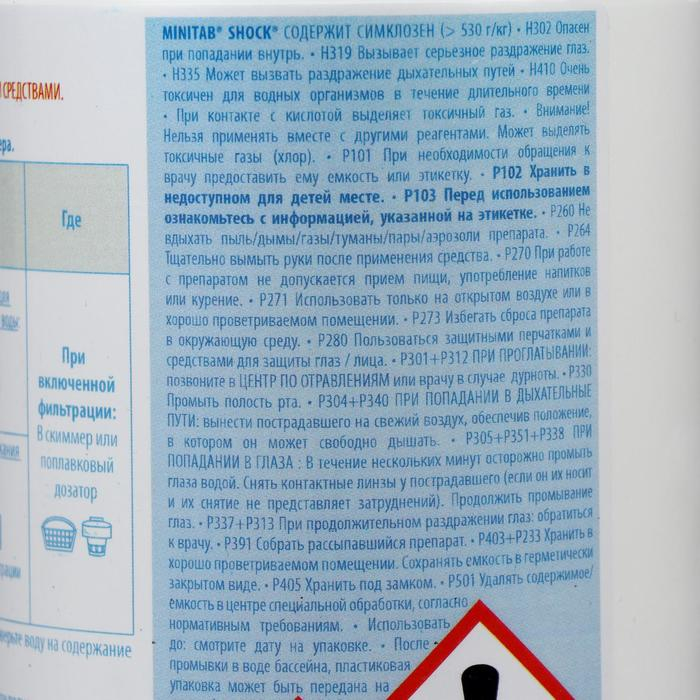 СРЕДСТВАМИ.
Где
При
включенной
фильтрации:
В скиммер или
поплавковый
дозатор
воду на содержание
MINITAB® SHOCK® СОДЕРЖИТ СИМКЛОЗЕН (> 530 г/кг) • H302 Опасен
при попадании внутрь. • H319 Вызывает серьезное раздражение глаз.
• H335 Может вызвать раздражение дыхательных путей • H410 Очень
токсичен для водных организмов в течение длительного времени
• При контакте с кислотой выделяет токсичный газ. • Внимание!
Нельзя применять вместе с другими реагентами. Может выделять
токсичные газы (хлор). • P101 При необходимости обращения к
врачу предоставить ему емкость или этикетку. • P102 Хранить в
недоступном для детей месте. • P103 Перед использованием
ознакомьтесь с информацией, указанной на этикетке. • P260 Не
вдыхать пыль/дымы/газы/туманы/пары/аэрозоли препарата. • P264
Тщательно вымыть руки после применения средства. • P270 При работе
с препаратом не допускается прием пищи, употребление напитков
или курение. • P271 Использовать только на открытом воздухе или в
хорошо проветриваемом помещении. • P273 Избегать сброса препарата
в окружающую среду. • P280 Пользоваться защитными перчатками и
средствами для защиты глаз / лица. • P301+P312 ПРИ ПРОГЛАТЫВАНИИ:
позвоните в ЦЕНТР ПО ОТРАВЛЕНИЯМ или врачу в случае дурноты. • P330
Промыть полость рта. • P304+P340 ПРИ ПОПАДАНИИ В ДЫХАТЕЛЬНЫЕ
ПУТИ: вынести пострадавшего на свежий воздух, обеспечив положение,
в котором он может свободно дышать. • P305+P351+P338 ПРИ
ПОПАДАНИИ В ГЛАЗА : В течение нескольких минут осторожно промыть
глаза водой. Снять контактные линзы у пострадавшего (если он их носит
и их снятие не представляет затруднений). Продолжить промывание
глаз. • P337+P313 При продолжительном раздражении глаз: обратиться
к врачу. • P391 Собрать рассыпавшийся препарат. • P403+P233 Хранить в
хорошо проветриваемом помещении. Сохранять емкость в герметически
закрытом виде. • P405 Хранить под замком. • P501 Удалять содержимое/
емкость в центре специальной обработки, согласно
нормативным требованиям. • Использовать
до: смотрите дату на упаковке. • После
промывки в воде бассейна, пластиковая
упаковка может быть передана на